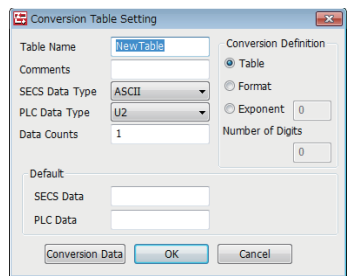 Conversion Table Setting
Table Name
NewTable
Comments
SECS Data Type
ASCII
PLC Data Type
U2
Data Counts
1
Conversion Definition
Table
Format
Exponent
0
Number of Digits
0
Default
SECS Data
PLC Data
Conversion Data
OK
Cancel